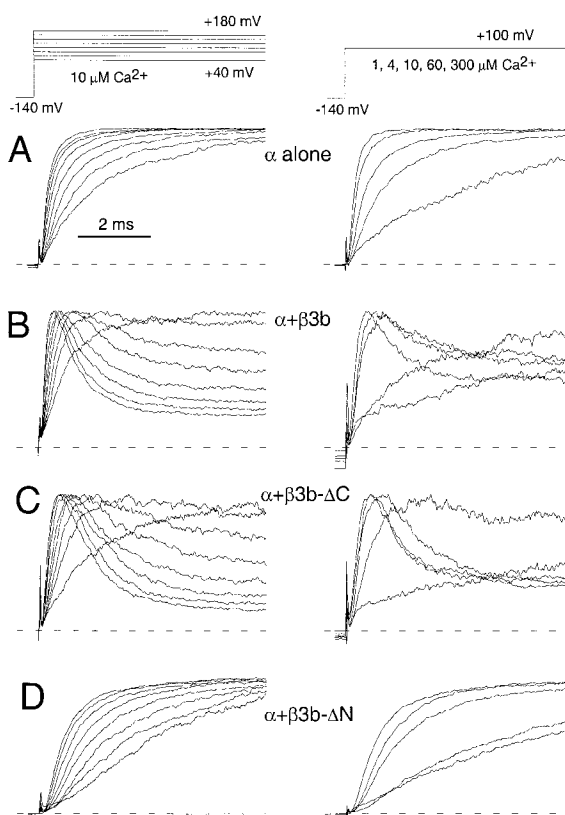 +180 mV
10 μM Ca2+
+40 mV
-140 mV
+100 mV
1, 4, 10, 60, 300 μM Ca2+
-140 mV
A
α alone
2 ms
B
α+β3b
C
α+β3b-ΔC
D
α+β3b-ΔN